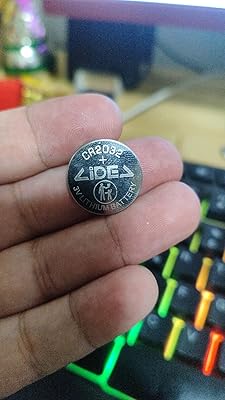 CR2032
+
LiDEA
3V LITHIUM BATTERY